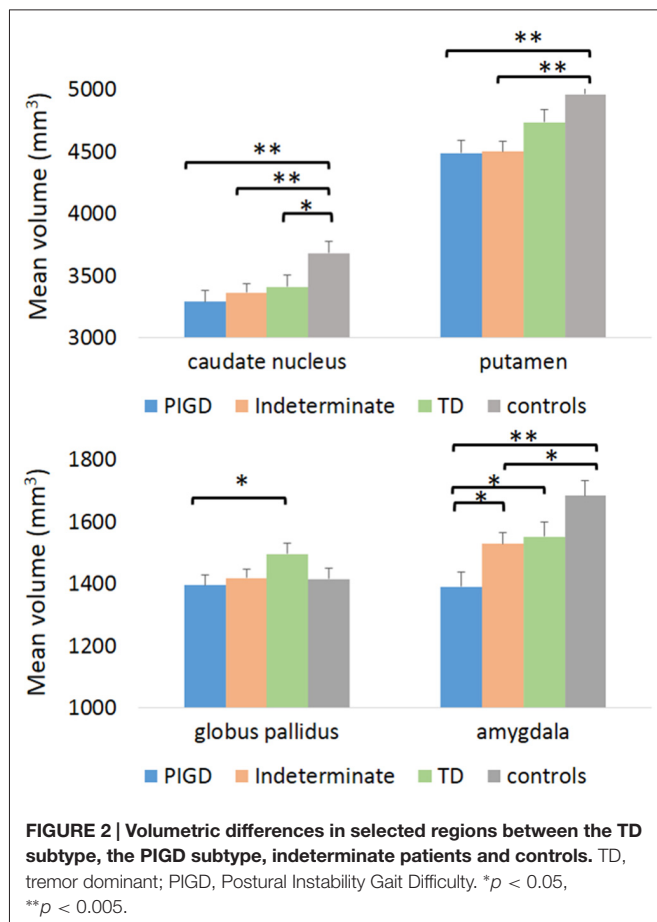 **
**
5000
4500
4000
3500
3000
Mean volume (mm³)
**
**
*
caudate nucleus putamen
PIGD Indeterminate TD controls
1800
1600
1400
1200
1000
Mean volume (mm³)
*
**
*
*
*
globus pallidus amygdala
PIGD Indeterminate TD controls
FIGURE 2 | Volumetric differences in selected regions between the TD
subtype, the PIGD subtype, indeterminate patients and controls. TD,
tremor dominant; PIGD, Postural Instability Gait Difficulty. *p < 0.05,
**p < 0.005.